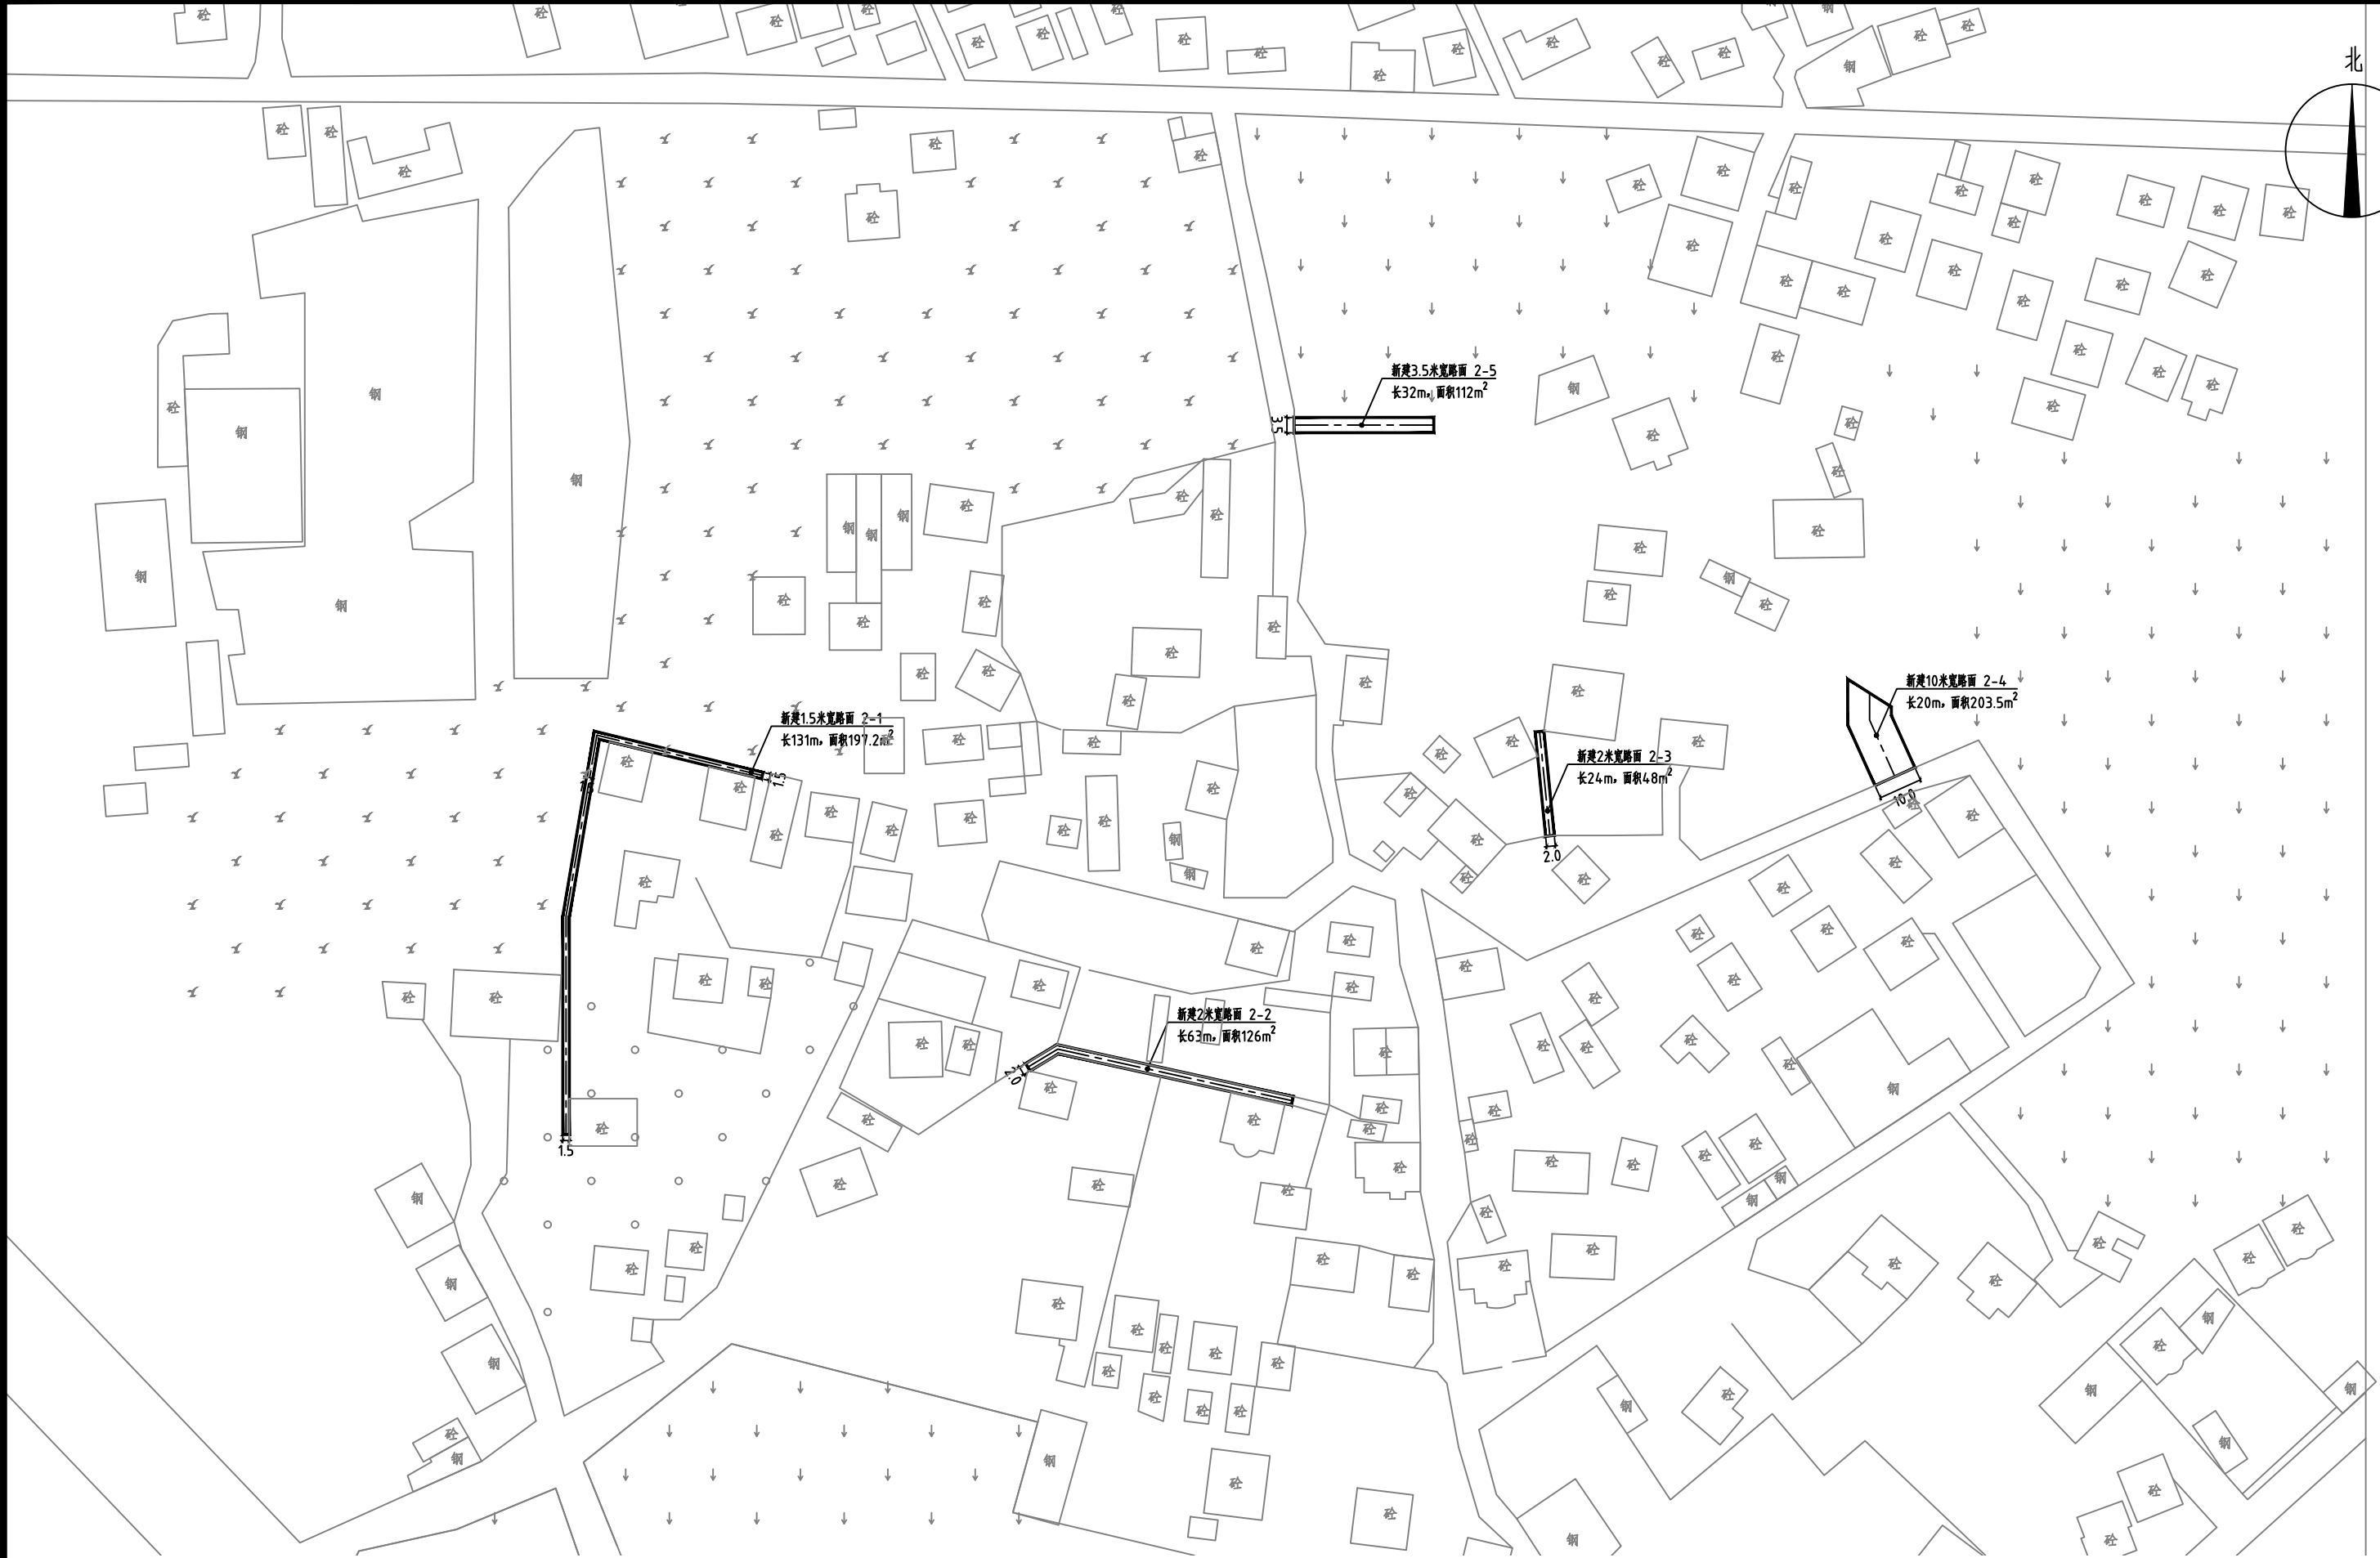 北
新建3.5米宽路面 2-5
长32m，面积112m²
3.5
新建10米宽路面 2-4
长20m，面积203.5m²
10.0
新建1.5米宽路面 2-1
长131m，面积197.2m²
1.5
1.5
1.5
新建2米宽路面 2-3
长24m，面积48m²
2.0
新建2米宽路面 2-2
长63m，面积126m²
2.0
砼
钢